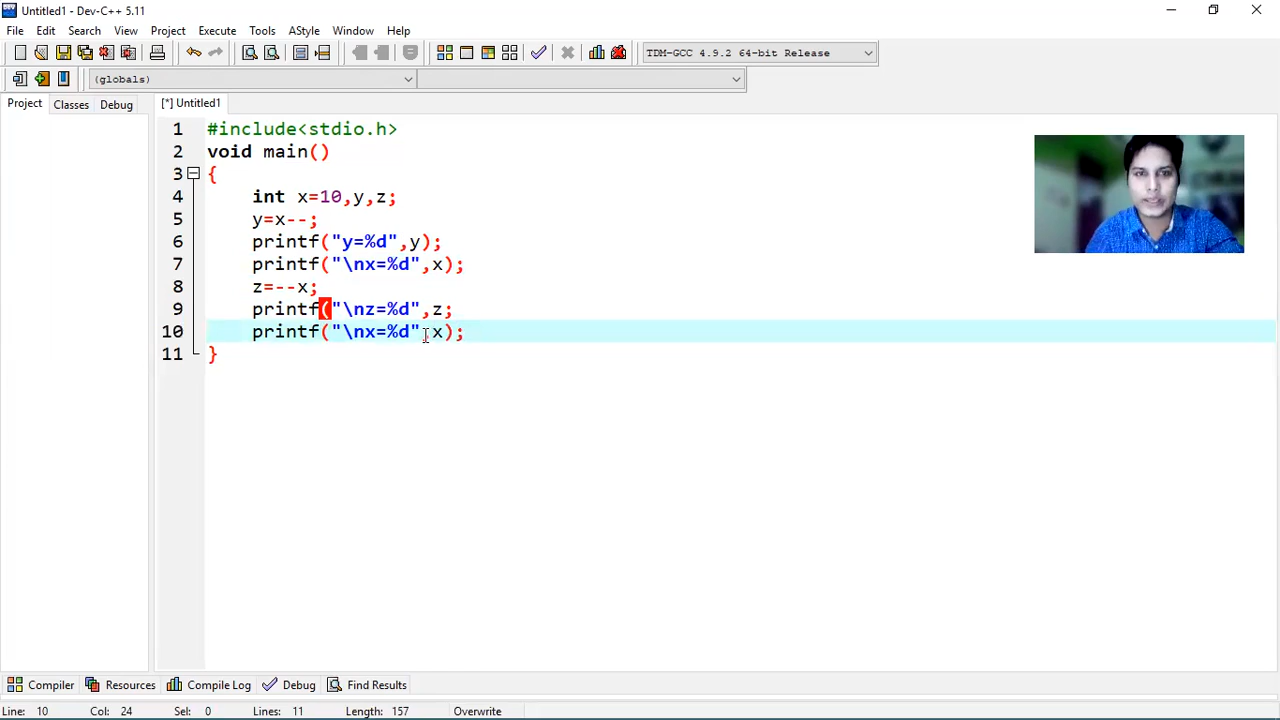 Untitled1 - Dev-C++ 5.11
File Edit Search View Project Execute Tools AStyle Window Help
TDM-GCC 4.9.2 64-bit Release
(globals)
Project Classes Debug [*] Untitled1
1 #include<stdio.h>
2 void main()
3 {
4 int x=10,y,z;
5 y=x--;
6 printf("y=%d",y);
7 printf("\nx=%d",x);
8 z=--x;
9 printf("\nz=%d",z;
10 printf("\nx=%d",x);
11 }
Compiler Resources Compile Log Debug Find Results
Line: 10 Col: 24 Sel: 0 Lines: 11 Length: 157 Overwrite